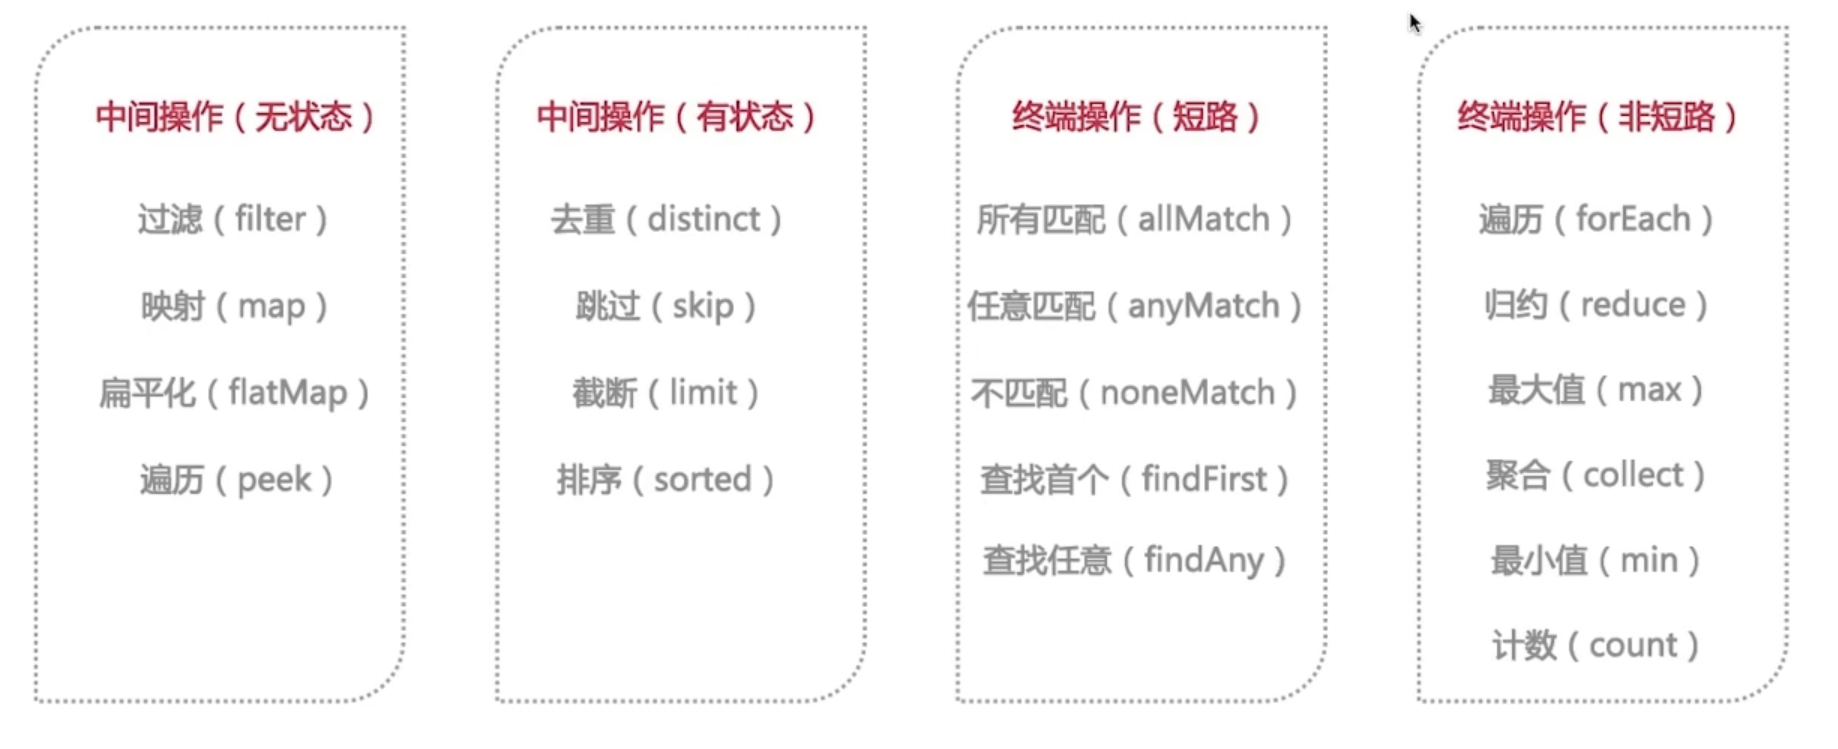 中间操作（无状态）
过滤（filter）
映射（map）
扁平化（flatMap）
遍历（peek）
中间操作（有状态）
去重（distinct）
跳过（skip）
截断（limit）
排序（sorted）
终端操作（短路）
所有匹配（allMatch）
任意匹配（anyMatch）
不匹配（noneMatch）
查找首个（findFirst）
查找任意（findAny）
终端操作（非短路）
遍历（forEach）
归约（reduce）
最大值（max）
聚合（collect）
最小值（min）
计数（count）